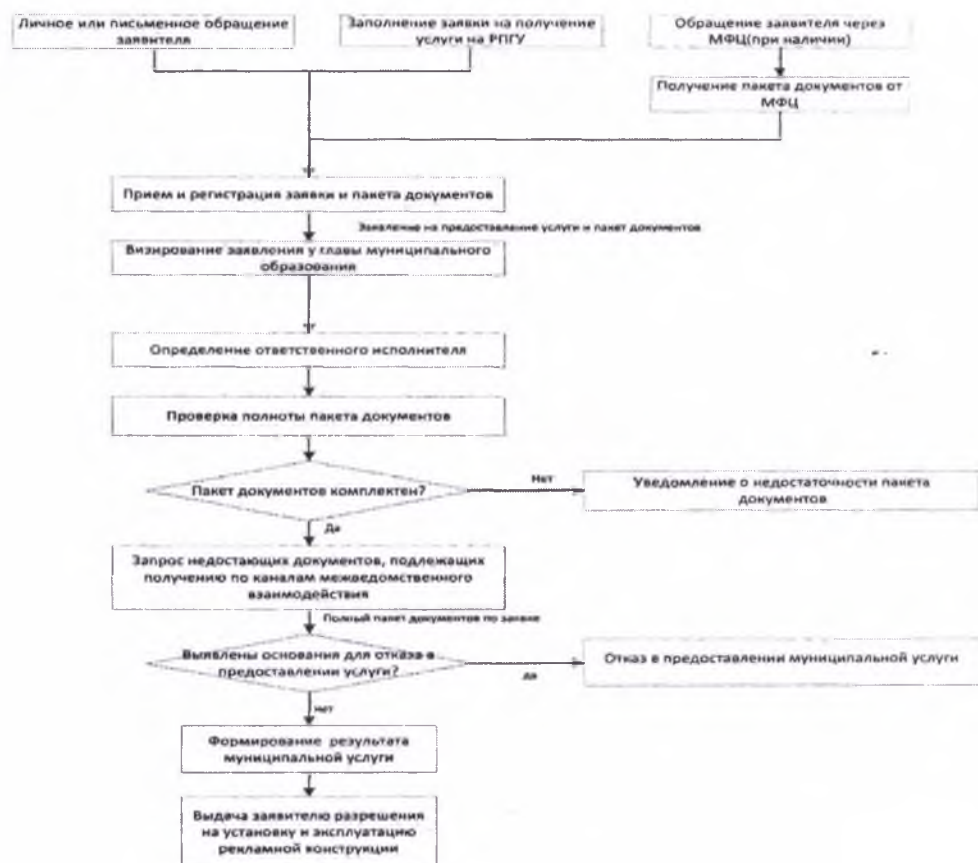 Личное или письменное обращение
заявителя
Заполнение заявки на получение
услуги на РПГУ
Обращение заявителя через
МФЦ(при наличии)
Получение пакета документов от
МФЦ
Прием и регистрация заявки и пакета документов
Заявление на предоставление услуги и пакет документов
Визирование заявления у главы муниципального
образования
Определение ответственного исполнителя
Проверка полноты пакета документов
Пакет документов комплектен?
Нет
Уведомление о недостаточности пакета
документов
Да
Запрос недостающих документов, подлежащих
получению по каналам межведомственного
взаимодействия
Полный пакет документов по заявке
Выявлены основания для отказа в
предоставлении услуги?
да
Отказ в предоставлении муниципальной услуги
нет
Формирование результата
муниципальной услуги
Выдача заявителю разрешения
на установку и эксплуатацию
рекламной конструкции